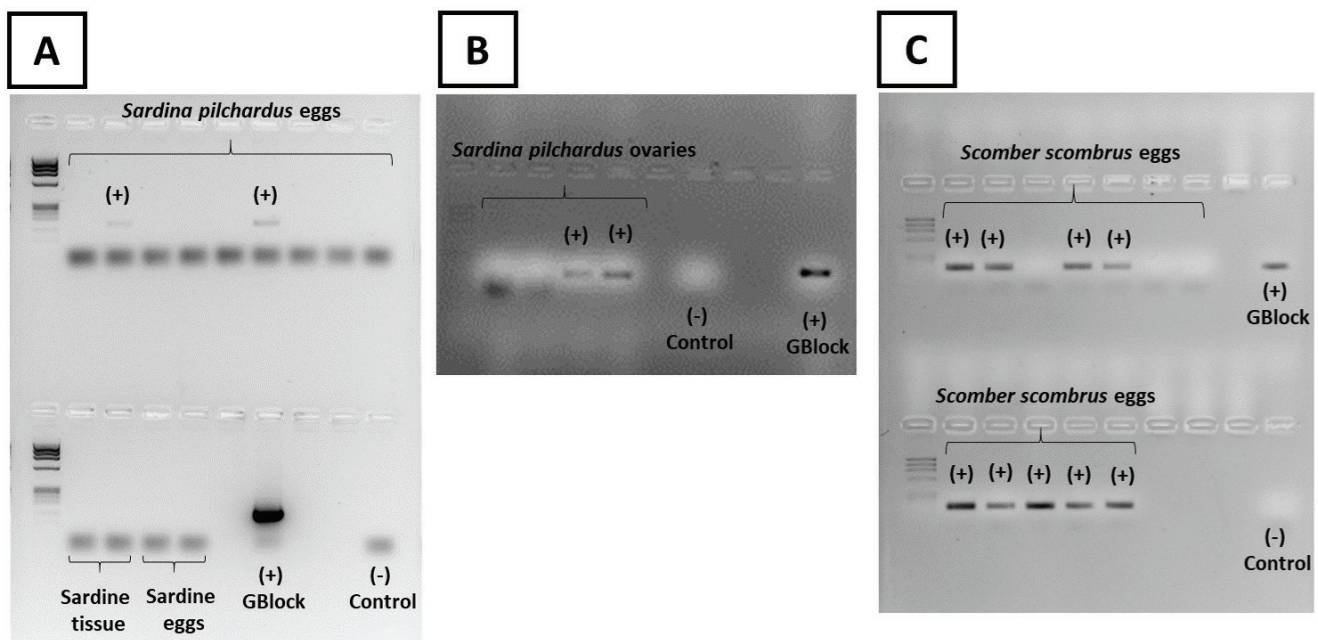 A
Sardina pilchardus eggs
(+) (+)
Sardine tissue
Sardine eggs
(+) GBlock
(-) Control
B
Sardina pilchardus ovaries
(+) (+)
(-) Control
(+) GBlock
C
Scomber scombrus eggs
(+) (+) (+) (+)
(+) GBlock
Scomber scombrus eggs
(+) (+) (+) (+) (+)
(-) Control